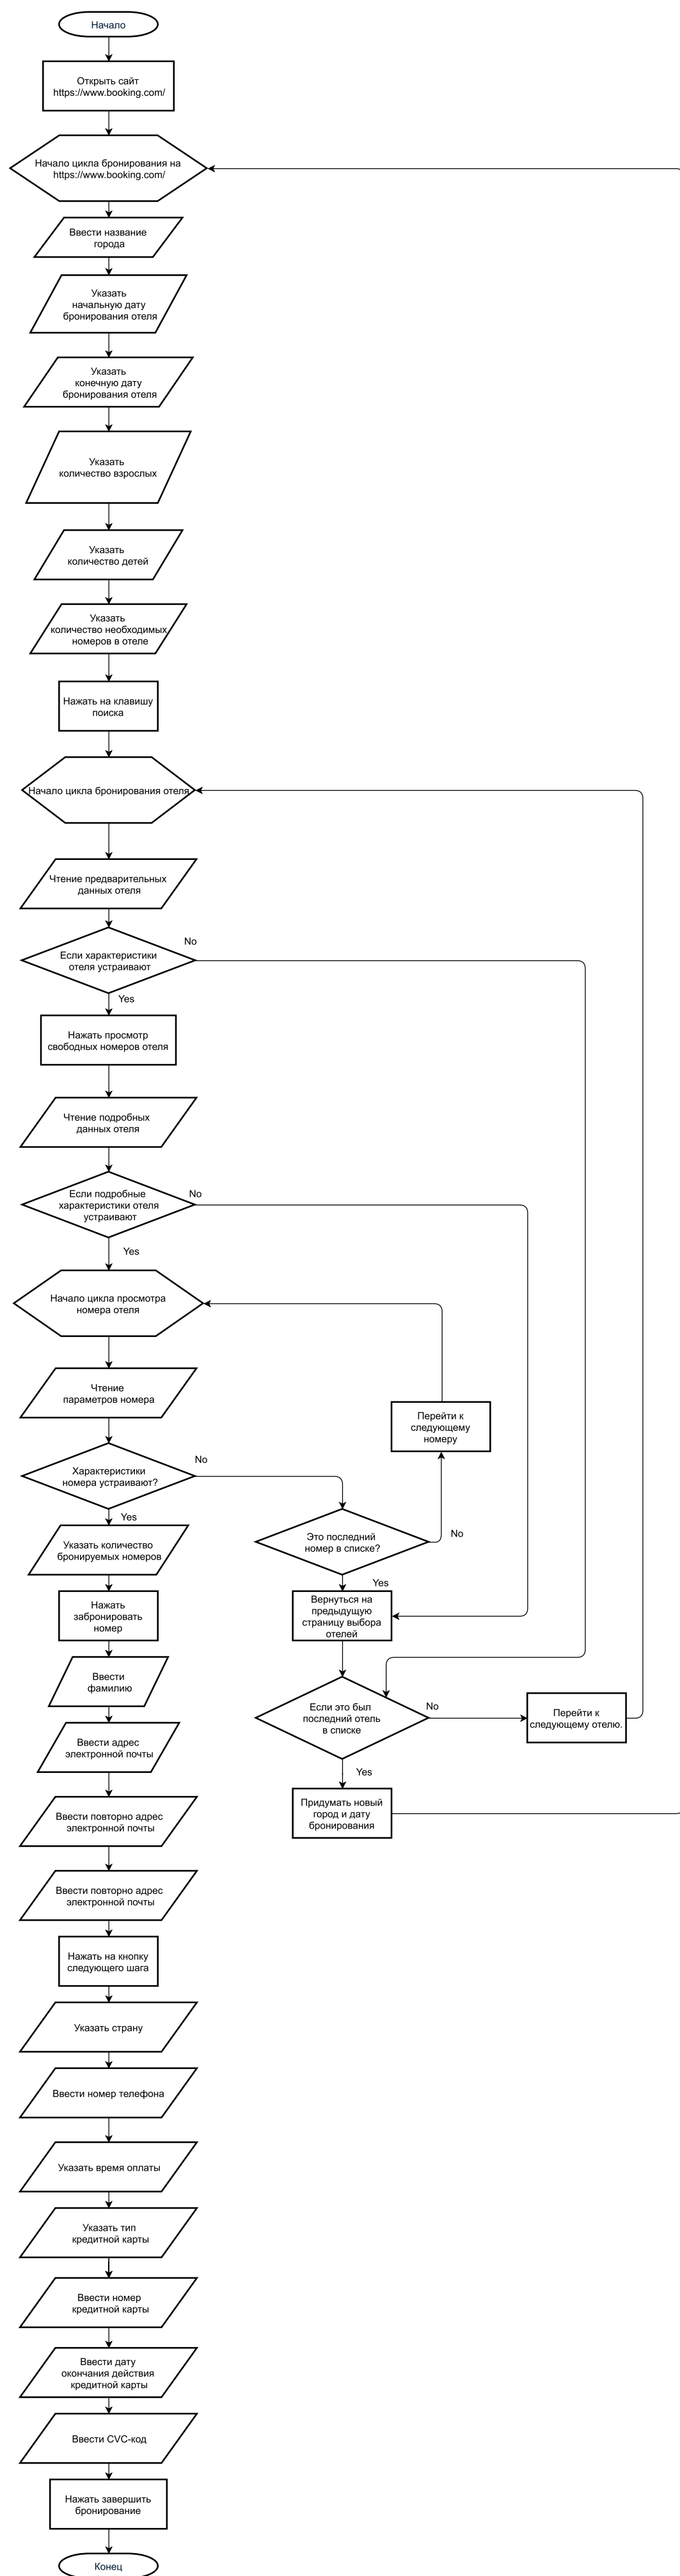 Начало
Открыть сайт
https://www.booking.com/
Начало цикла бронирования на
https://www.booking.com/
Ввести название
города
Указать
начальную дату
бронирования отеля
Указать
конечную дату
бронирования отеля
Указать
количество взрослых
Указать
количество детей
Указать
количество необходимых
номеров в отеле
Нажать на клавишу
поиска
Начало цикла бронирования отеля
Чтение предварительных
данных отеля
No
Если характеристики
отеля устраивают
Yes
Нажать просмотр
свободных номеров отеля
Чтение подробных
данных отеля
No
Если подробные
характеристики отеля
устраивают
Yes
Начало цикла просмотра
номера отеля
Чтение
параметров номера
Перейти к
следующему
номеру
No
Характеристики
номера устраивают?
Yes
Это последний
номер в списке?
No
Yes
Указать количество
бронируемых номеров
Нажать
забронировать
номер
Вернуться на
предыдущую
страницу выбора
отелей
Ввести
фамилию
Если это был
последний отель
в списке
No
Перейти к
следующему отелю.
Yes
Ввести адрес
электронной почты
Придумать новый
город и дату
бронирования
Ввести повторно адрес
электронной почты
Ввести повторно адрес
электронной почты
Нажать на кнопку
следующего шага
Указать страну
Ввести номер телефона
Указать время оплаты
Указать тип
кредитной карты
Ввести номер
кредитной карты
Ввести дату
окончания действия
кредитной карты
Ввести CVC-код
Нажать завершить
бронирование
Конец